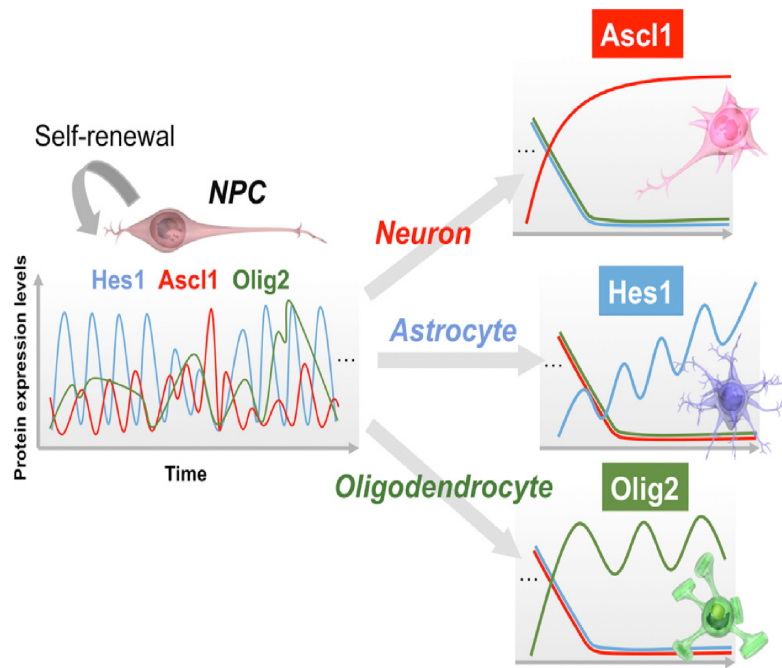 Ascl1
Self-renewal
NPC
...
Neuron
Hes1 Ascl1 Olig2
Protein expression levels
...
Time
Astrocyte
Hes1
...
Oligodendrocyte
Olig2
...